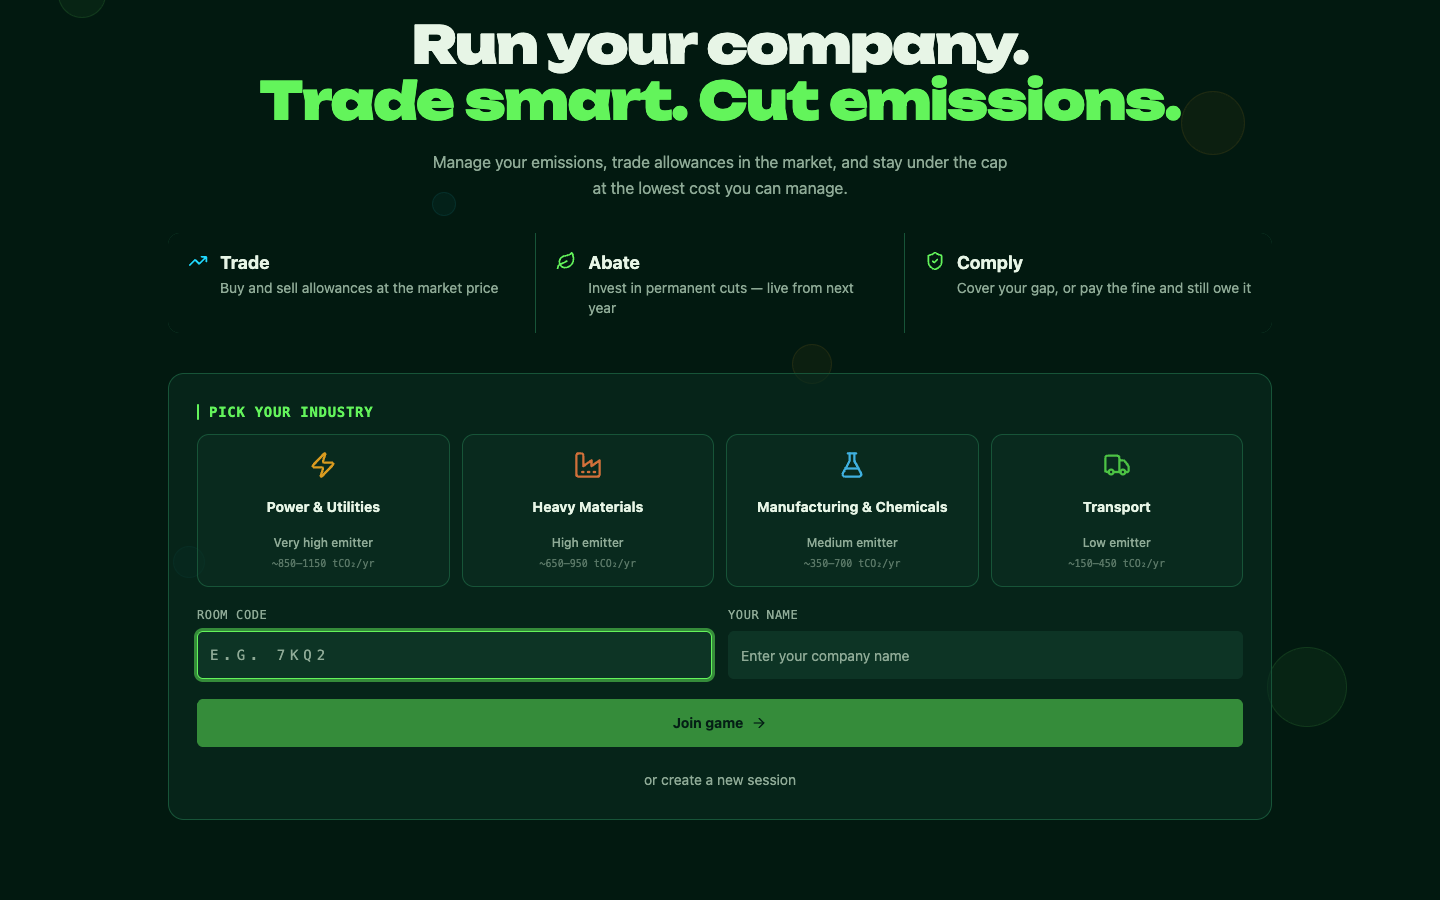 Run your company.
Trade smart. Cut emissions.
Manage your emissions, trade allowances in the market, and stay under the cap
at the lowest cost you can manage.
Trade
Buy and sell allowances at the market price
Abate
Invest in permanent cuts — live from next
year
Comply
Cover your gap, or pay the fine and still owe it
PICK YOUR INDUSTRY
Power & Utilities
Very high emitter
~850–1150 tCO₂/yr
Heavy Materials
High emitter
~650–950 tCO₂/yr
Manufacturing & Chemicals
Medium emitter
~350–700 tCO₂/yr
Transport
Low emitter
~150–450 tCO₂/yr
ROOM CODE
E.G. 7KQ2
YOUR NAME
Enter your company name
Join game →
or create a new session